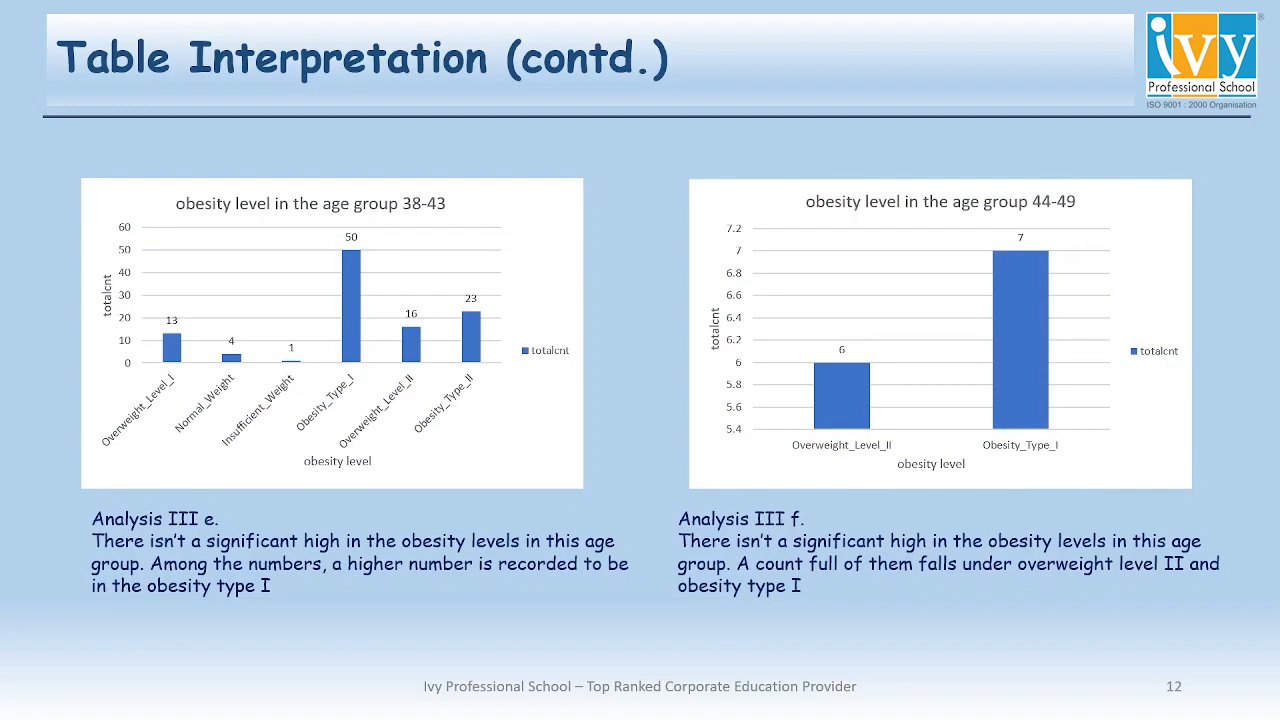 Table Interpretation (contd.)
ivy
®
Professional School
ISO 9001 : 2000 Organisation
obesity level in the age group 38-43
60
50
40
30
20
10
0
totalcnt
13
4
1
50
16
23
Overweight_Level_I
Normal_Weight
Insufficient_Weight
Obesity_Type_I
Overweight_Level_II
Obesity_Type_II
obesity level
totalcnt
obesity level in the age group 44-49
7.2
7
6.8
6.6
6.4
6.2
6
5.8
5.6
5.4
totalcnt
6
7
Overweight_Level_II
Obesity_Type_I
obesity level
totalcnt
Analysis III e.
There isn't a significant high in the obesity levels in this age
group. Among the numbers, a higher number is recorded to be
in the obesity type I
Analysis III f.
There isn't a significant high in the obesity levels in this age
group. A count full of them falls under overweight level II and
obesity type I
Ivy Professional School – Top Ranked Corporate Education Provider
12